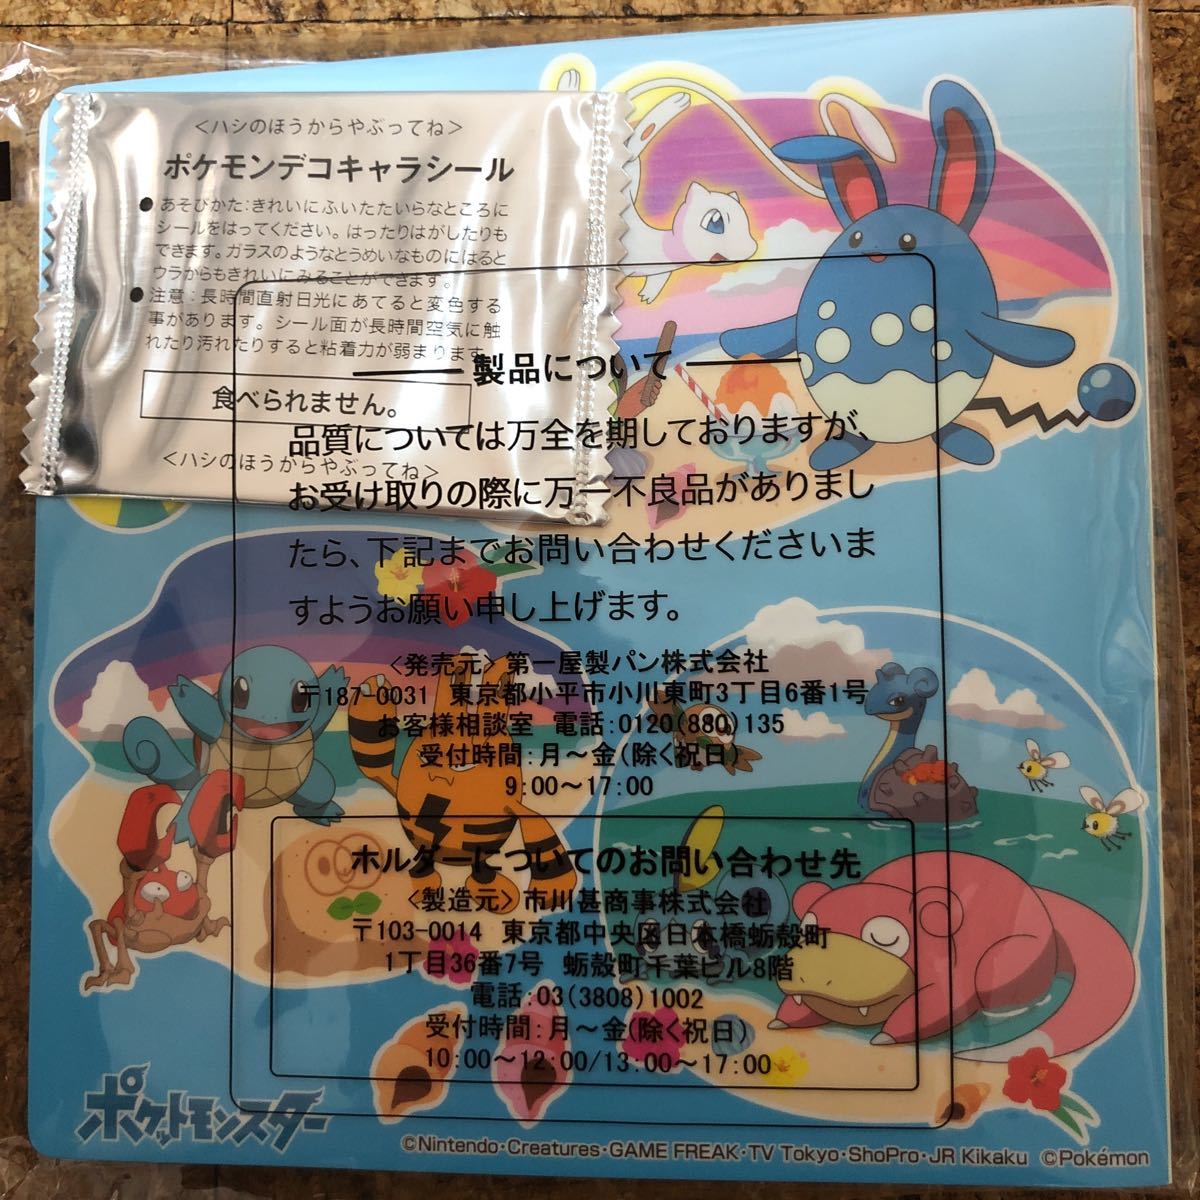 <ハシのほうからやぶってね>
ポケモンデコキャラシール
●あそびかた:きれいにふいたたいらなところに
シールをはってください。はったりはがしたりも
できます。ガラスのようなとうめいなものにはると
ウラからもきれいにみることができます。
●注意:長時間直射日光にあてると変色する
事があります。シール面が長時間空気に触
れたり汚れたりすると粘着力が弱まります。
食べられません。
<ハシのほうからやぶってね>
製品について
品質については万全を期しておりますが、
お受け取りの際に万一不良品がありまし
たら、下記までお問い合わせくださいま
すようお願い申し上げます。
<発売元> 第一屋製パン株式会社
〒187-0031 東京都小平市小川東町3丁目6番1号
お客様相談室 電話:0120(880)135
受付時間:月～金(除く祝日)
9:00～17:00
ホルダーについてのお問い合わせ先
<製造元> 市川甚商事株式会社
〒103-0014 東京都中央区日本橋蛎殻町
1丁目36番7号 蛎殻町千葉ビル8階
電話:03(3808)1002
受付時間:月～金(除く祝日)
10:00～12:00/13:00～17:00
ポケットモンスター
©Nintendo・Creatures・GAME FREAK・TV Tokyo・ShoPro・JR Kikaku ©Pokémon